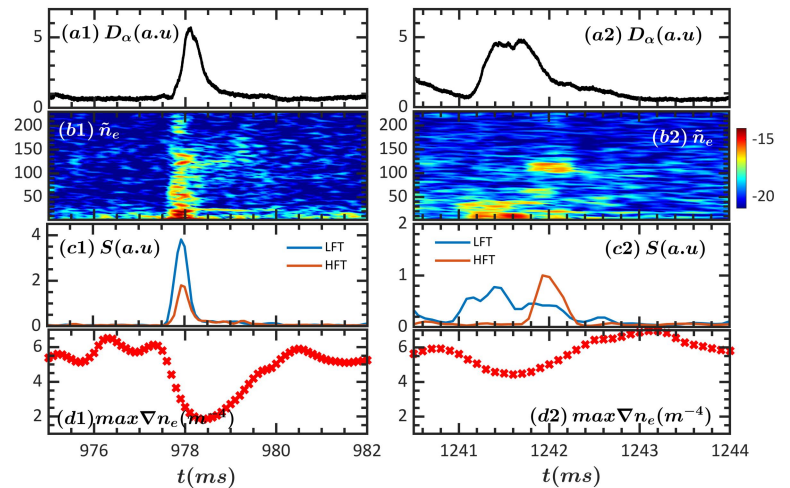 (a1) Dα(a.u)
5
0
(b1) ñe
200
150
100
50
(c1) S(a.u)
LFT
HFT
4
2
0
(d1) max∇ne(m⁻⁴)
6
4
2
976
978
980
982
t(ms)
(a2) Dα(a.u)
5
0
(b2) ñe
200
150
100
50
-15
-20
(c2) S(a.u)
LFT
HFT
2
1
0
(d2) max∇ne(m⁻⁴)
6
4
2
1241
1242
1243
1244
t(ms)